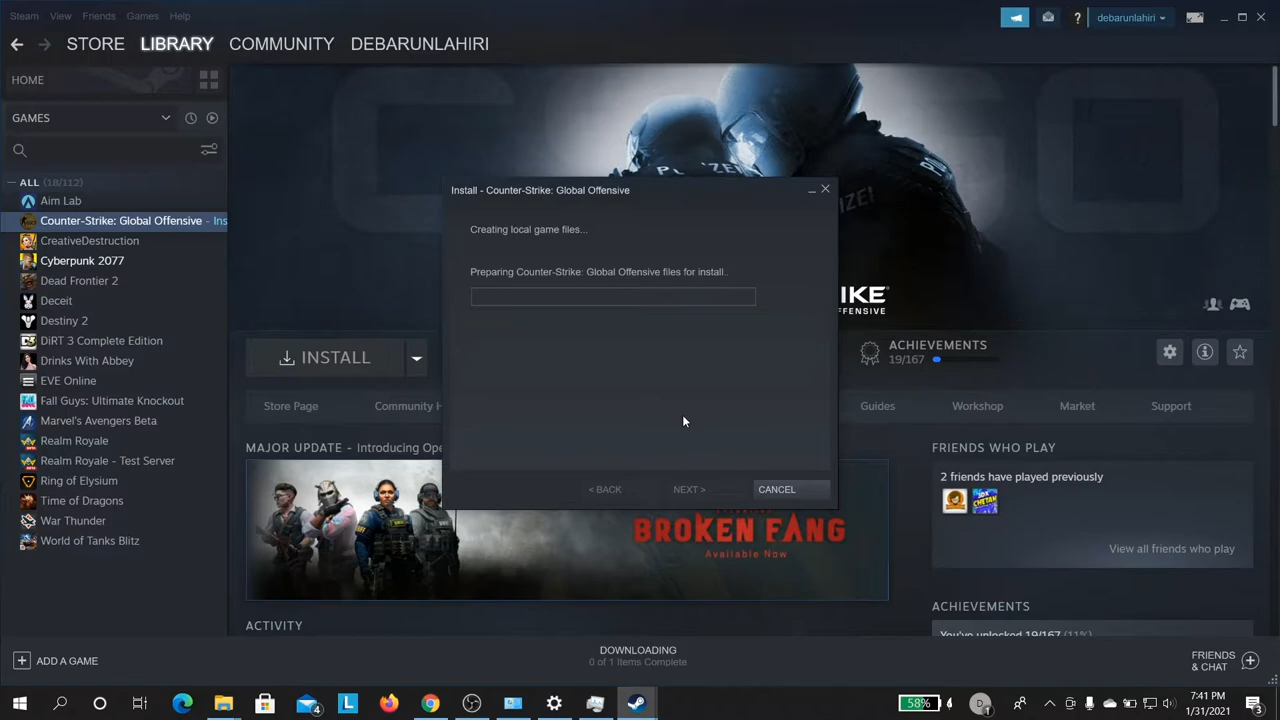 Steam View Friends Games Help
debarunlahiri
STORE LIBRARY COMMUNITY DEBARUNLAHIRI
HOME
GAMES
ALL (18/112)
Aim Lab
Counter-Strike: Global Offensive - Ins
CreativeDestruction
Cyberpunk 2077
Dead Frontier 2
Deceit
Destiny 2
DiRT 3 Complete Edition
Drinks With Abbey
EVE Online
Fall Guys: Ultimate Knockout
Marvel's Avengers Beta
Realm Royale
Realm Royale - Test Server
Ring of Elysium
Time of Dragons
War Thunder
World of Tanks Blitz
POLIZEI
Install - Counter-Strike: Global Offensive
Creating local game files...
Preparing Counter-Strike: Global Offensive files for install..
< BACK NEXT > CANCEL
IKE
FFENSIVE
INSTALL
ACHIEVEMENTS
19/167
Store Page Community H Guides Workshop Market Support
MAJOR UPDATE - Introducing Ope
BROKEN FANG
Available Now
FRIENDS WHO PLAY
2 friends have played previously
View all friends who play
ACTIVITY
ACHIEVEMENTS
You've unlocked 19/167 (11%)
ADD A GAME
DOWNLOADING
0 of 1 Items Complete
FRIENDS
& CHAT
4
L
58%
D
1
7:41 PM
1/31/2021
3